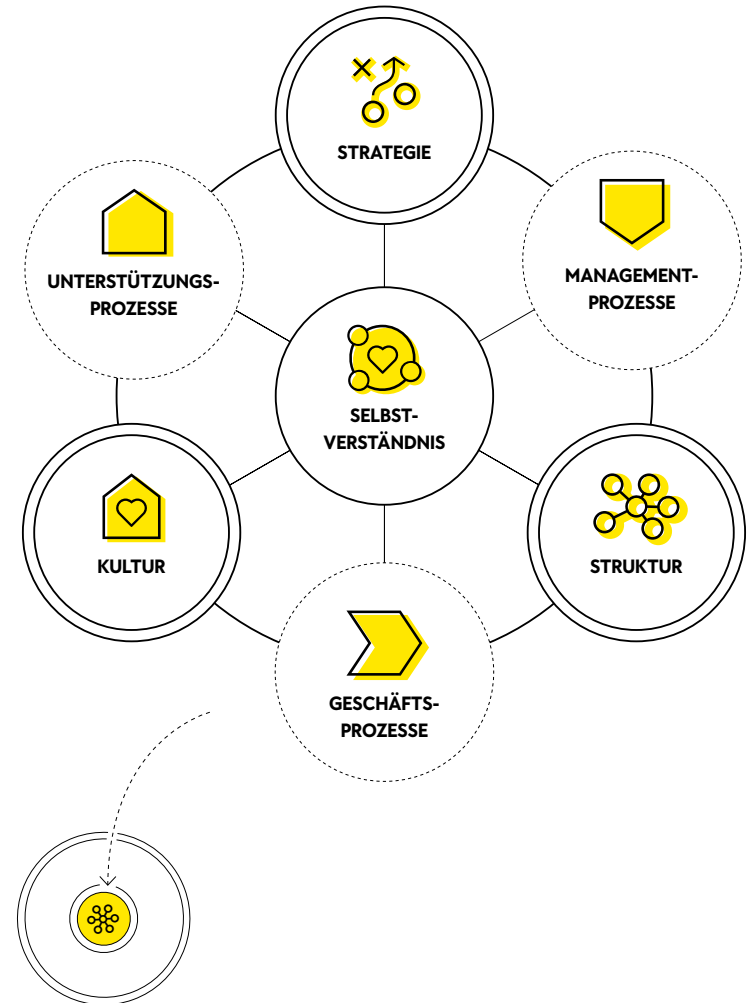 STRATEGIE
UNTERSTÜTZUNGS-
PROZESSE
MANAGEMENT-
PROZESSE
SELBST-
VERSTÄNDNIS
KULTUR
STRUKTUR
GESCHÄFTS-
PROZESSE